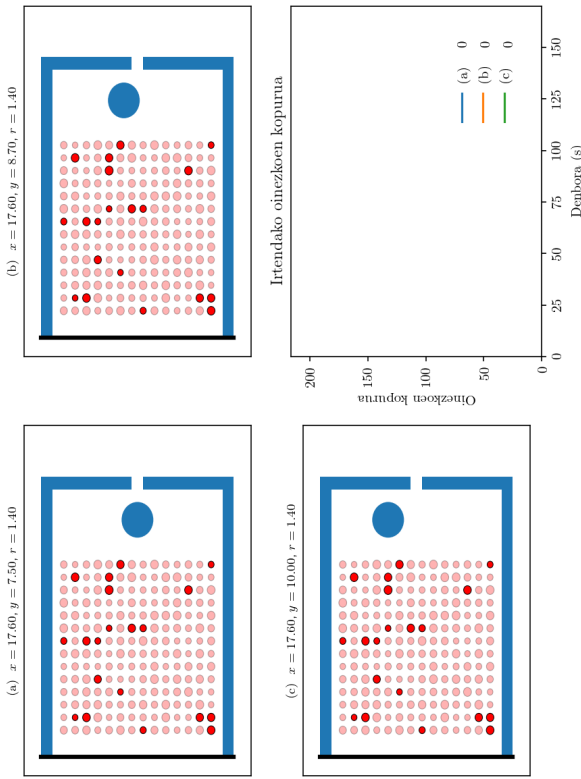 (a) x = 17.60, y = 7.50, r = 1.40
(b) x = 17.60, y = 8.70, r = 1.40
(c) x = 17.60, y = 10.00, r = 1.40
Irtendako oinezkoen kopurua
Oinezkoen kopurua
200
150
100
50
0
(a) 0
(b) 0
(c) 0
0 25 50 75 100 125 150
Denbora (s)